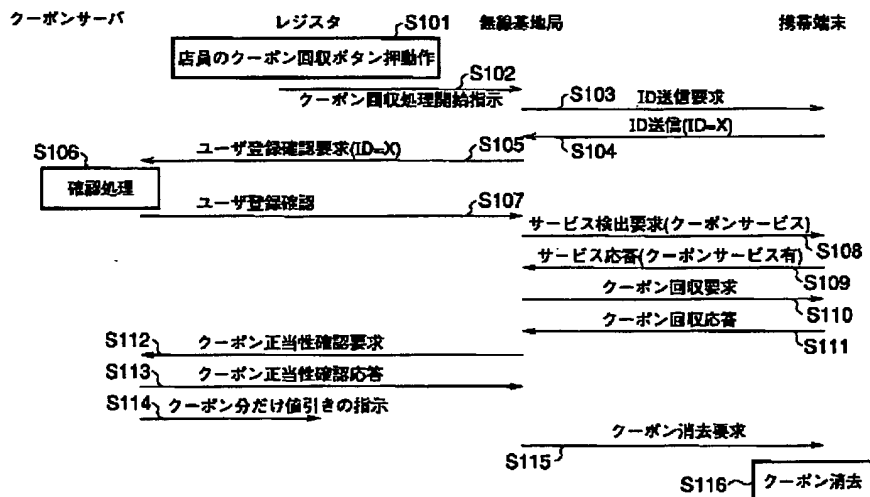 クーポンサーバ
レジスタ
S101
無線基地局
携帯端末
店員のクーポン回収ボタン押動作
S102
クーポン回収処理開始指示
S103
ID送信要求
ID送信(ID=X)
S104
ユーザ登録確認要求(ID=X)
S105
S106
確認処理
ユーザ登録確認
S107
サービス検出要求(クーポンサービス)
S108
サービス応答(クーポンサービス有)
S109
クーポン回収要求
S110
クーポン回収応答
S111
S112
クーポン正当性確認要求
S113
クーポン正当性確認応答
S114
クーポン分だけ値引きの指示
クーポン消去要求
S115
S116
クーポン消去